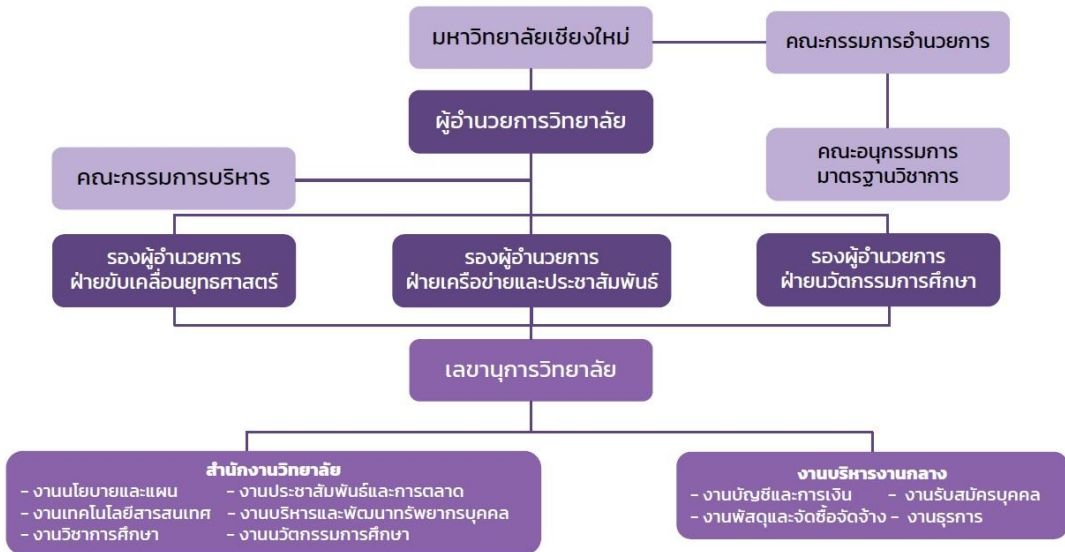 มหาวิทยาลัยเชียงใหม่
คณะกรรมการอำนวยการ
ผู้อำนวยการวิทยาลัย
คณะกรรมการบริหาร
คณะอนุกรรมการ
มาตรฐานวิชาการ
รองผู้อำนวยการ
ฝ่ายขับเคลื่อนยุทธศาสตร์
รองผู้อำนวยการ
ฝ่ายเครือข่ายและประชาสัมพันธ์
รองผู้อำนวยการ
ฝ่ายนวัตกรรมการศึกษา
เลขานุการวิทยาลัย
สำนักงานวิทยาลัย
- งานนโยบายและแผน - งานประชาสัมพันธ์และการตลาด
- งานเทคโนโลยีสารสนเทศ - งานบริหารและพัฒนาทรัพยากรบุคคล
- งานวิชาการศึกษา - งานนวัตกรรมการศึกษา
งานบริหารงานกลาง
- งานบัญชีและการเงิน - งานรับสมัครบุคคล
- งานพัสดุและจัดซื้อจัดจ้าง - งานธุรการ